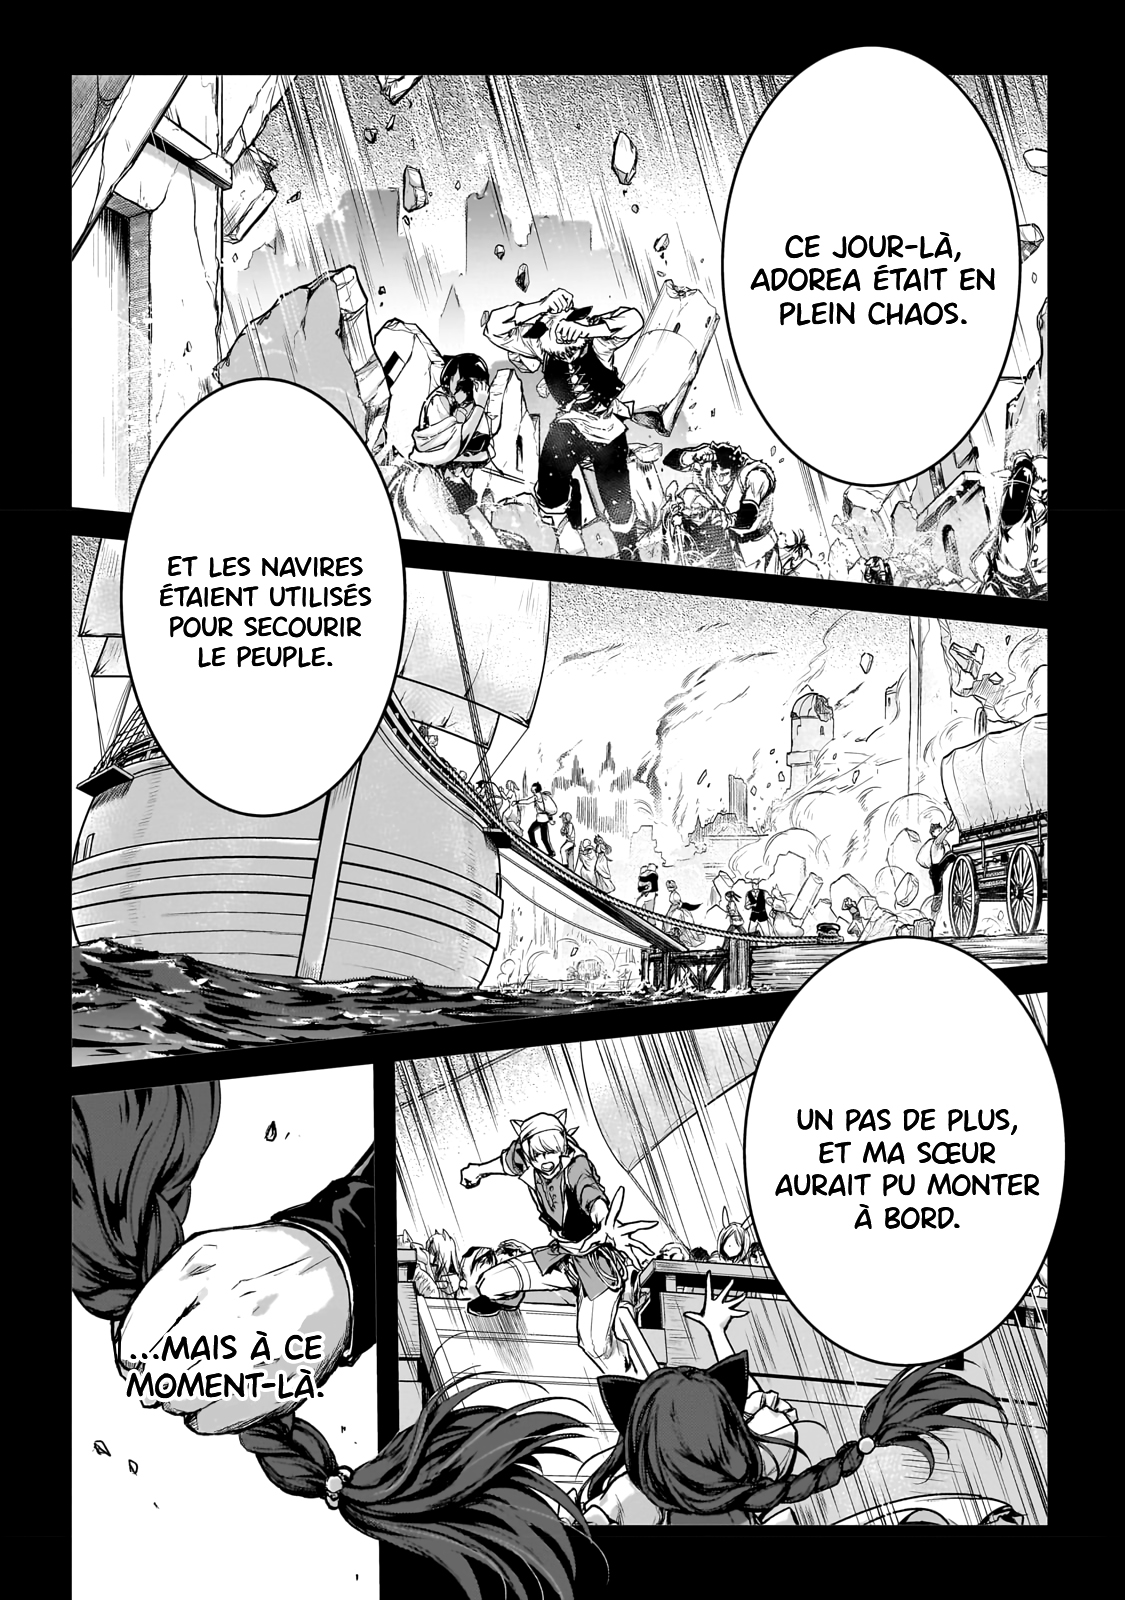 CE JOUR-LÀ,
ADOREA ÉTAIT EN
PLEIN CHAOS.
ET LES NAVIRES
ÉTAIENT UTILISÉS
POUR SECOURIR
LE PEUPLE.
UN PAS DE PLUS,
ET MA SŒUR
AURAIT PU MONTER
À BORD.
...MAIS À CE
MOMENT-LÀ.